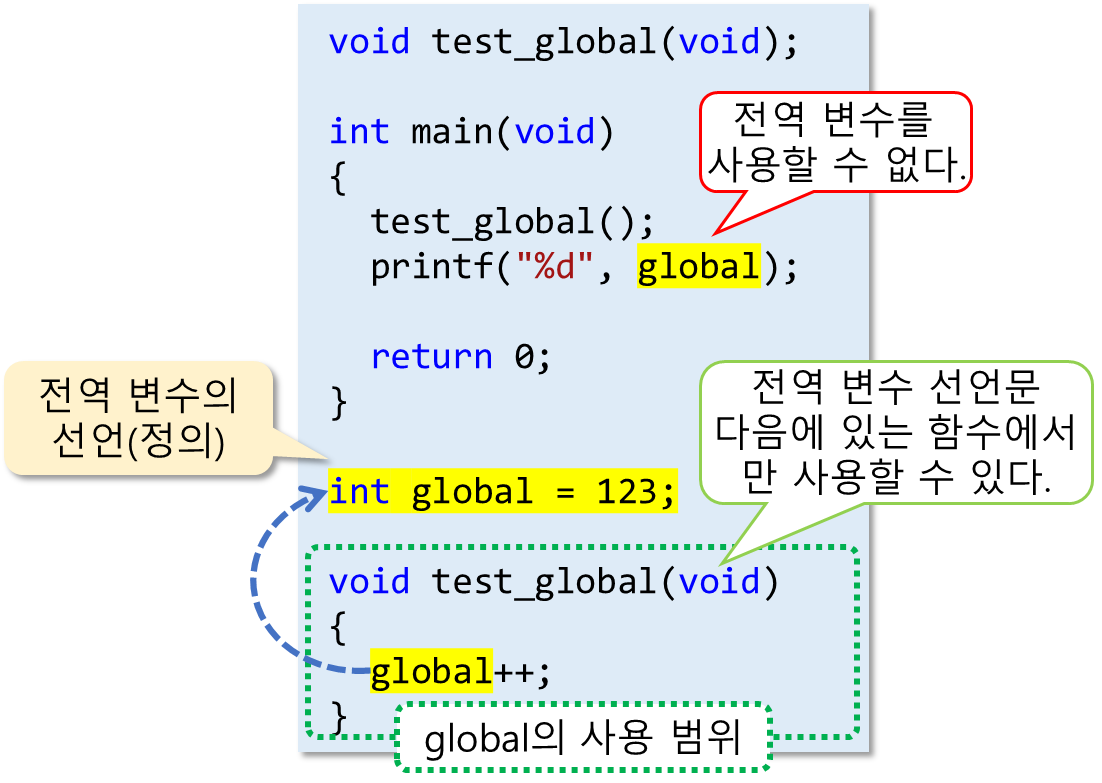 void test_global(void);
int main(void)
전역 변수를
사용할 수 없다.
{
test_global();
printf("%d", global);
return 0;
}
전역 변수의
선언(정의)
전역 변수 선언문
다음에 있는 함수에서
만 사용할 수 있다.
int global = 123;
void test_global(void)
{
global++;
}
global의 사용 범위